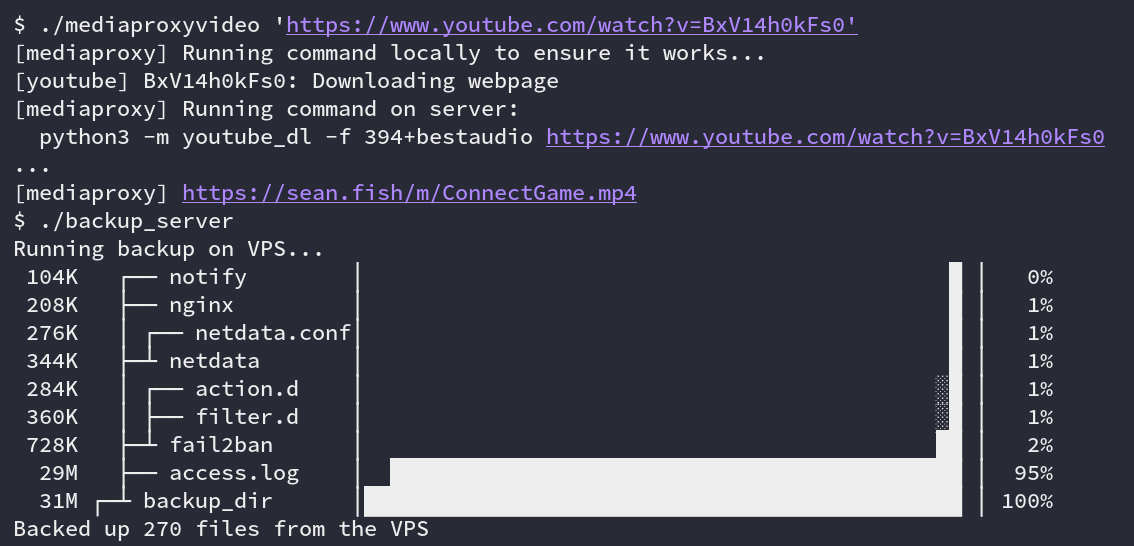 $ ./mediaproxyvideo 'https://www.youtube.com/watch?v=BxV14h0kFs0'
[mediaproxy] Running command locally to ensure it works...
[youtube] BxV14h0kFs0: Downloading webpage
[mediaproxy] Running command on server:
  python3 -m youtube_dl -f 394+bestaudio https://www.youtube.com/watch?v=BxV14h0kFs0
...
[mediaproxy] https://sean.fish/m/ConnectGame.mp4
$ ./backup_server
Running backup on VPS...
 104K   ┌── notify        │                                             █ │   0%
 208K   ├── nginx         │                                             █ │   1%
 276K   │ ┌── netdata.conf│                                             █ │   1%
 344K   ├─┴ netdata       │                                             █ │   1%
 284K   │ ┌── action.d    │                                            ░█ │   1%
 360K   │ ├── filter.d    │                                            ░█ │   1%
 728K   ├─┴ fail2ban      │                                            ██ │   2%
  29M   ├── access.log    │  ████████████████████████████████████████████ │  95%
  31M ┌─┴ backup_dir      │██████████████████████████████████████████████ │ 100%
Backed up 270 files from the VPS